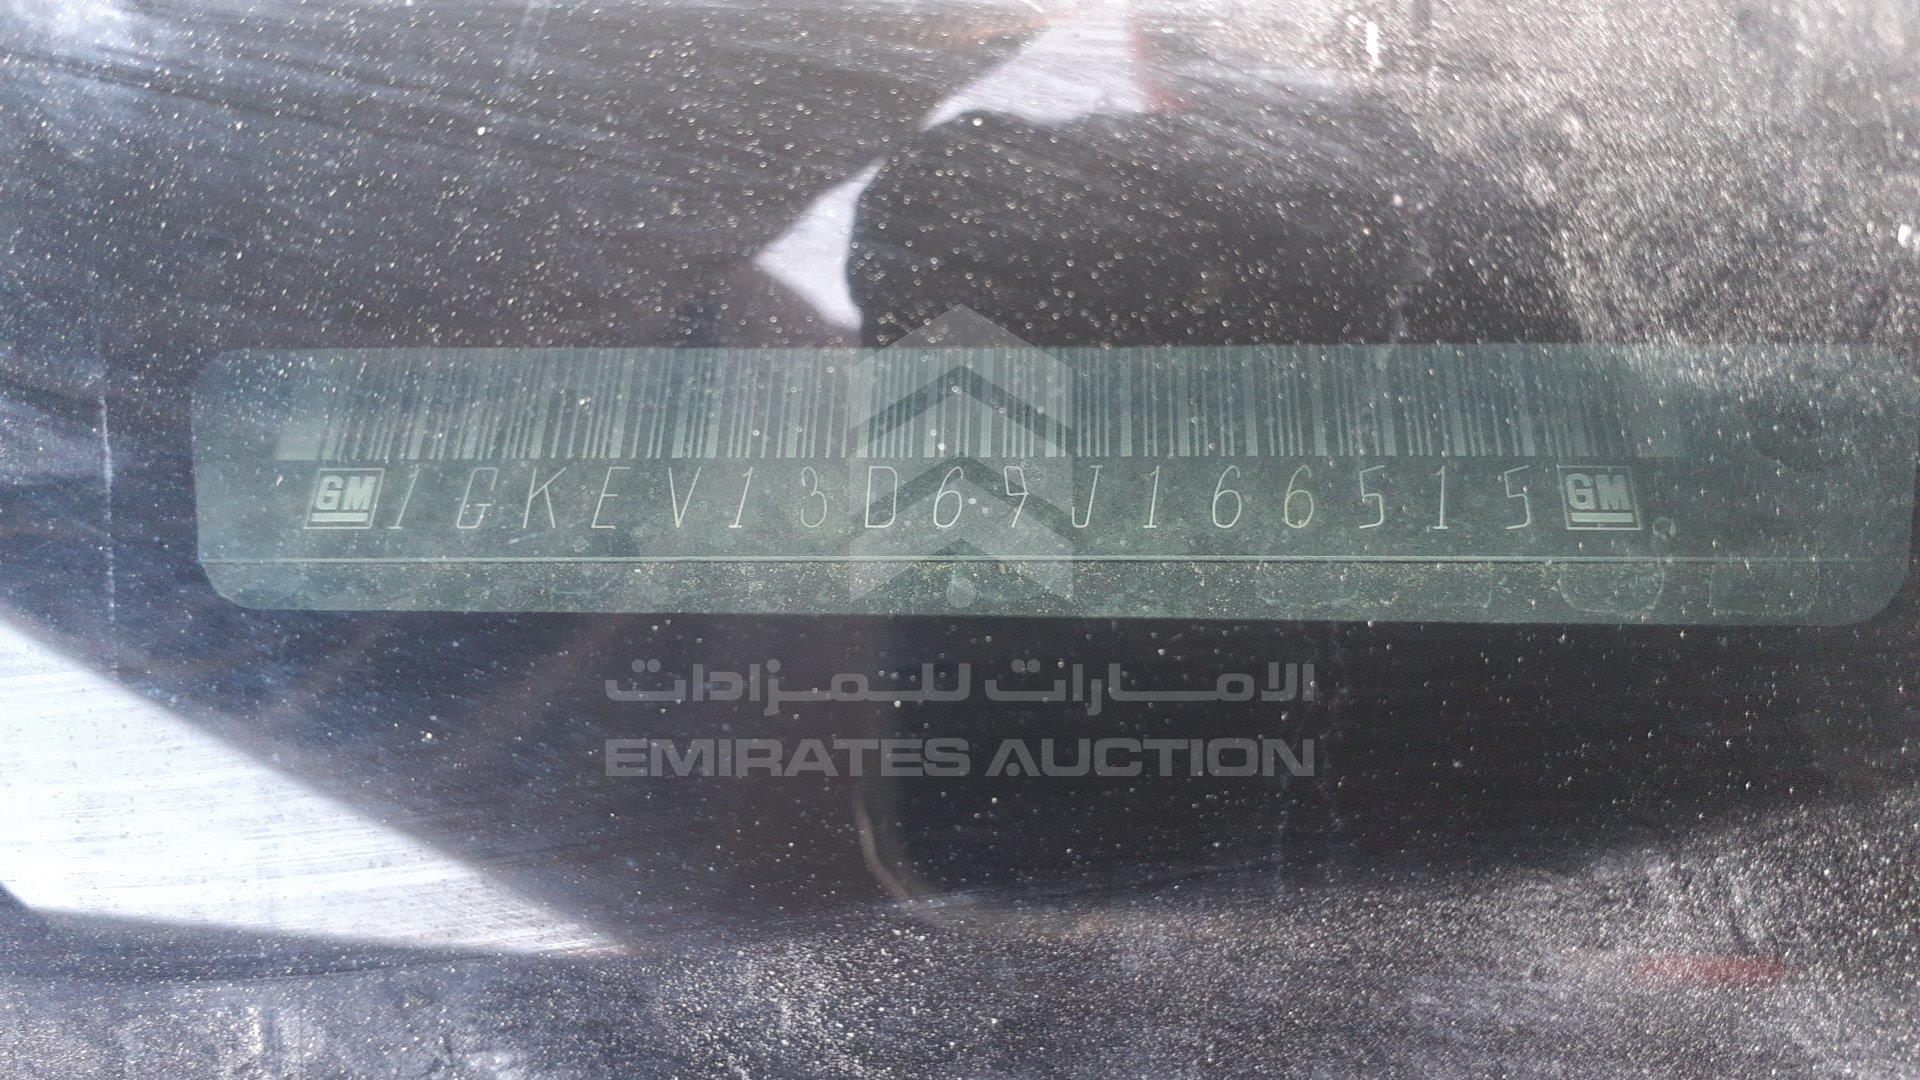 GM 1GKEV13D69J166515 GM
الامارات للمزادات
EMIRATES AUCTION